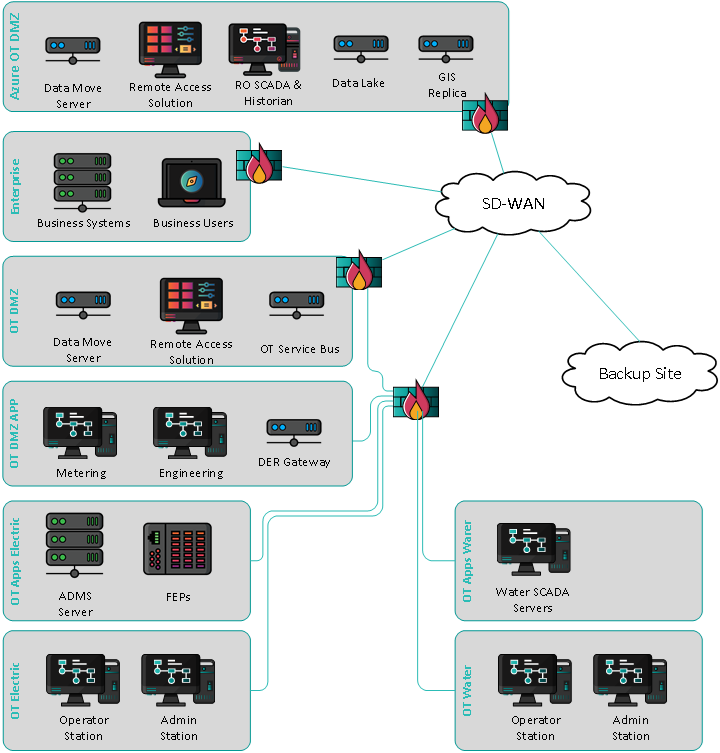 Azure OT DMZ
Data Move
Server
Remote Access
Solution
RO SCADA &
Historian
Data Lake
GIS
Replica
Enterprise
Business Systems
Business Users
SD-WAN
OT DMZ
Data Move
Server
Remote Access
Solution
OT Service Bus
Backup Site
OT DMZ APP
Metering
Engineering
DER Gateway
OT Apps Electric
ADMS
Server
FEPs
OT Apps Warer
Water SCADA
Servers
OT Electric
Operator
Station
Admin
Station
OT Water
Operator
Station
Admin
Station